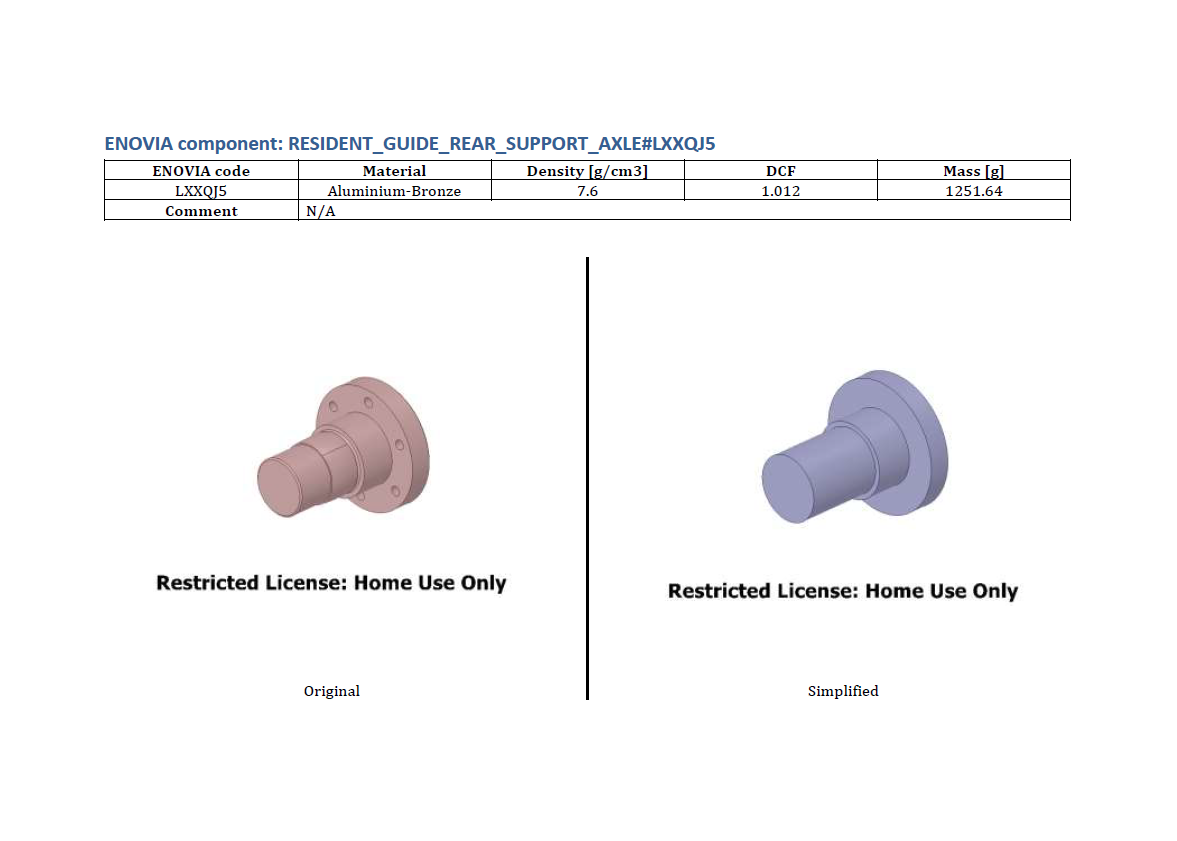 ENOVIA component: RESIDENT_GUIDE_REAR_SUPPORT_AXLE#LXXQJ5
ENOVIA code Material Density [g/cm3] DCF Mass [g]
LXXQJ5 Aluminium-Bronze 7.6 1.012 1251.64
Comment N/A
Restricted License: Home Use Only
Restricted License: Home Use Only
Original
Simplified